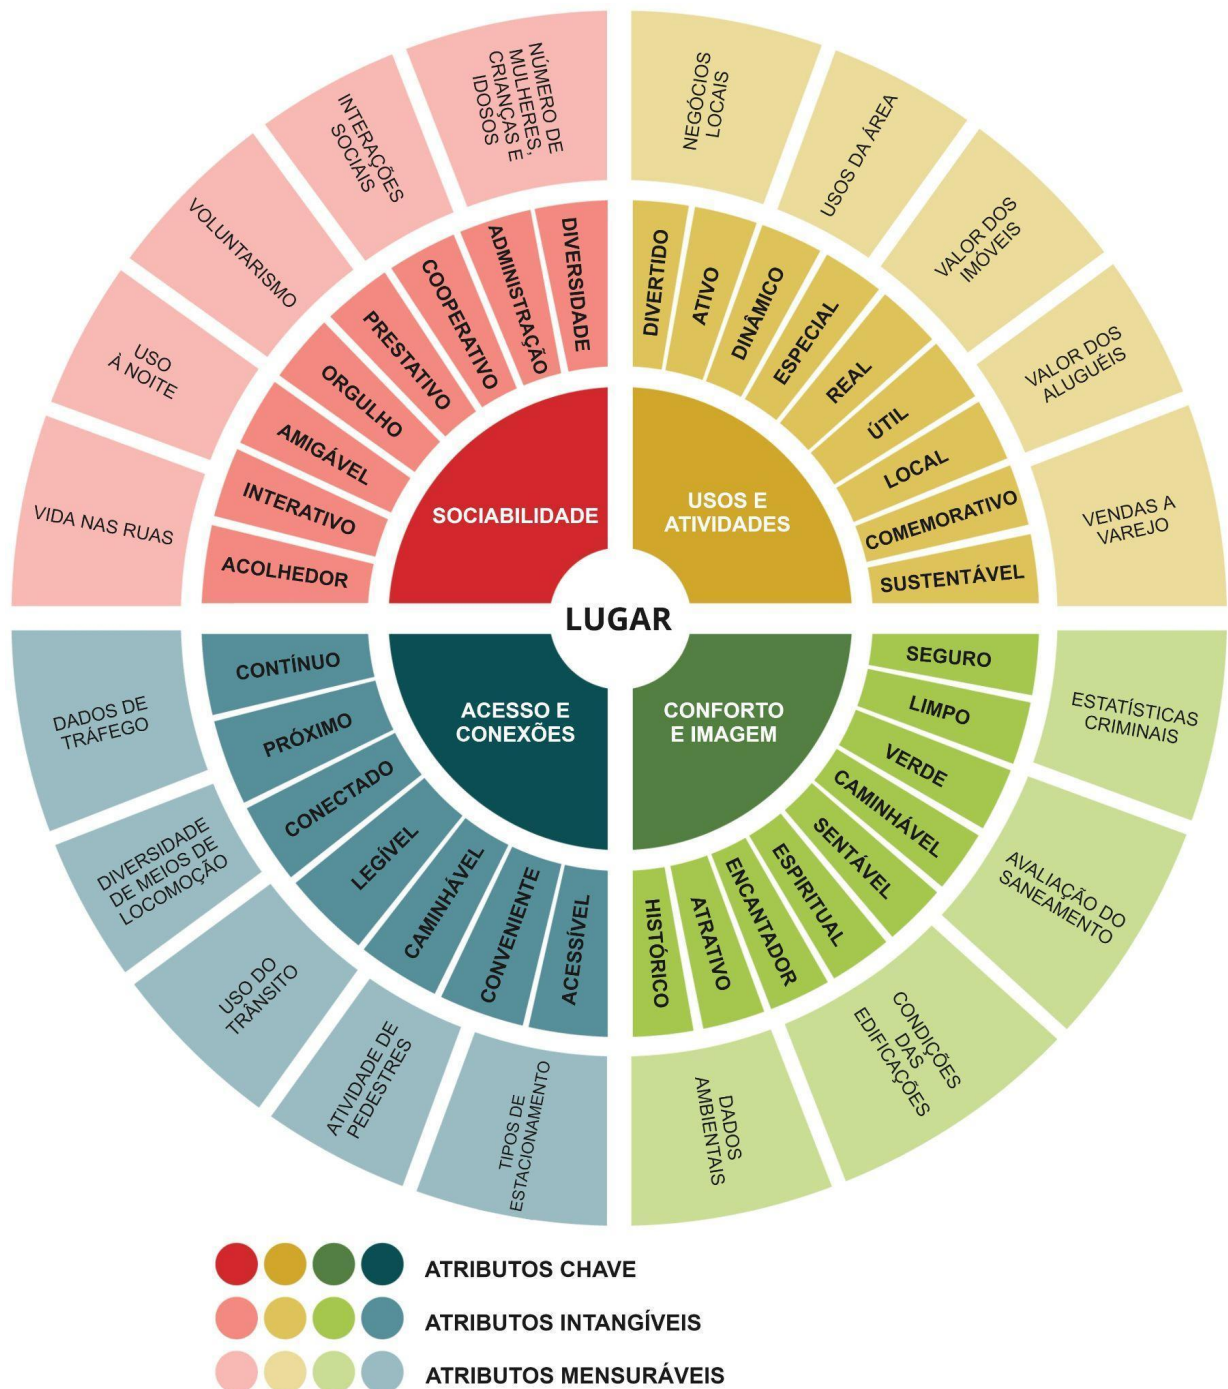 NÚMERO DE
MULHERES,
CRIANÇAS E
IDOSOS
INTERAÇÕES
SOCIAIS
VOLUNTARISMO
USO
À NOITE
VIDA NAS RUAS
NEGÓCIOS
LOCAIS
USOS DA ÁREA
VALOR DOS
IMÓVEIS
VALOR DOS
ALUGUÉIS
VENDAS A
VAREJO
DIVERSIDADE
ADMINISTRAÇÃO
COOPERATIVO
PRESTATIVO
ORGULHO
AMIGÁVEL
INTERATIVO
ACOLHEDOR
DIVERTIDO
ATIVO
DINÂMICO
ESPECIAL
REAL
ÚTIL
LOCAL
COMEMORATIVO
SUSTENTÁVEL
SOCIABILIDADE
USOS E
ATIVIDADES
LUGAR
ACESSO E
CONEXÕES
CONFORTO
E IMAGEM
CONTÍNUO
PRÓXIMO
CONECTADO
LEGÍVEL
CAMINHÁVEL
CONVENIENTE
ACESSÍVEL
SEGURO
LIMPO
VERDE
CAMINHÁVEL
SENTÁVEL
ESPIRITUAL
ENCANTADOR
ATRATIVO
HISTÓRICO
DADOS DE
TRÁFEGO
DIVERSIDADE
DE MEIOS DE
LOCOMOÇÃO
USO DO
TRÂNSITO
ATIVIDADE DE
PEDESTRES
TIPOS DE
ESTACIONAMENTO
ESTATÍSTICAS
CRIMINAIS
AVALIAÇÃO DO
SANEAMENTO
CONDIÇÕES
DAS
EDIFICAÇÕES
DADOS
AMBIENTAIS
ATRIBUTOS CHAVE
ATRIBUTOS INTANGÍVEIS
ATRIBUTOS MENSURÁVEIS